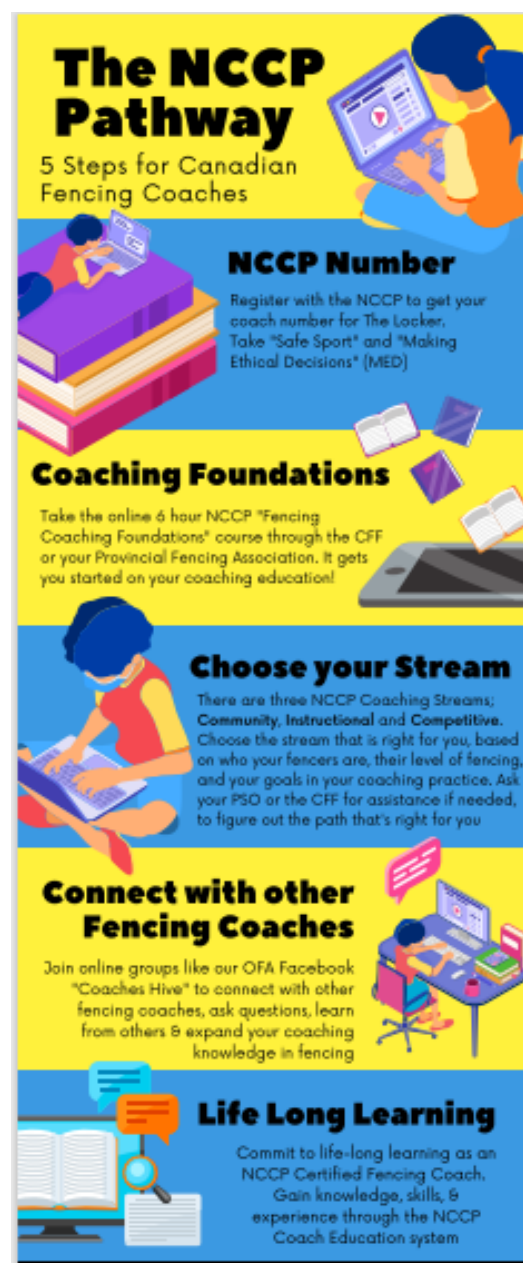 The NCCP
Pathway
5 Steps for Canadian
Fencing Coaches
NCCP Number
Register with the NCCP to get your
coach number for The Locker.
Take "Safe Sport" and "Making
Ethical Decisions" (MED)
Coaching Foundations
Take the online 6 hour NCCP "Fencing
Coaching Foundations" course through the CFF
or your Provincial Fencing Association. It gets
you started on your coaching education!
Choose your Stream
There are three NCCP Coaching Streams;
Community, Instructional and Competitive.
Choose the stream that is right for you, based
on who your fencers are, their level of fencing,
and your goals in your coaching practice. Ask
your PSO or the CFF for assistance if needed,
to figure out the path that's right for you
Connect with other
Fencing Coaches
Join online groups like our OFA Facebook
"Coaches Hive" to connect with other
fencing coaches, ask questions, learn
from others & expand your coaching
knowledge in fencing
Life Long Learning
Commit to life-long learning as an
NCCP Certified Fencing Coach.
Gain knowledge, skills, &
experience through the NCCP
Coach Education system